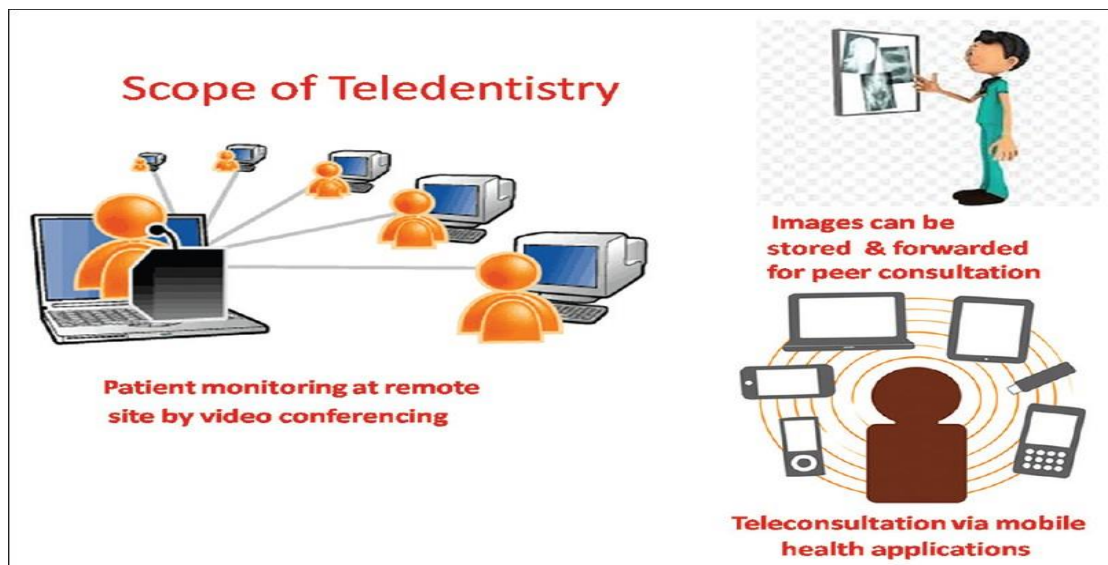 Scope of Teledentistry
Patient monitoring at remote
site by video conferencing
Images can be
stored & forwarded
for peer consultation
Teleconsultation via mobile
health applications